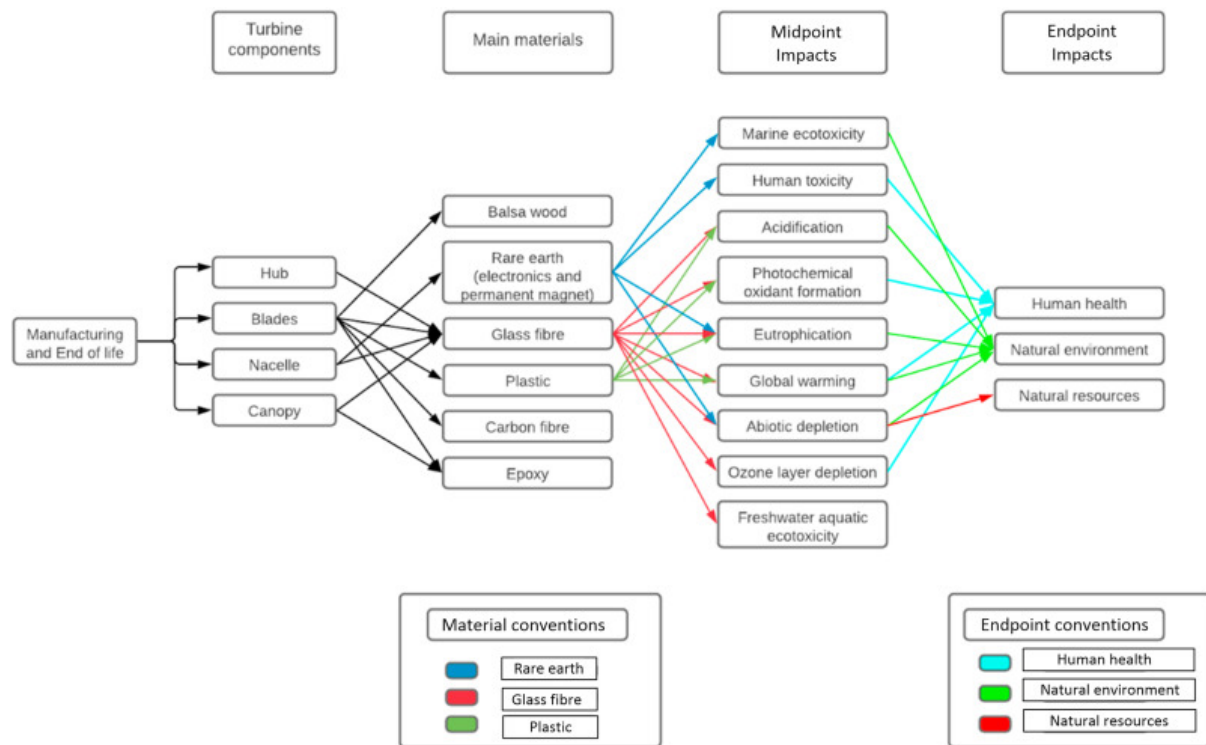 Turbine
components
Main materials
Midpoint
Impacts
Endpoint
Impacts
Marine ecotoxicity
Human toxicity
Balsa wood
Acidification
Rare earth
(electronics and
permanent magnet)
Hub
Photochemical
oxidant formation
Human health
Manufacturing
and End of life
Blades
Glass fibre
Eutrophication
Natural environment
Nacelle
Plastic
Global warming
Natural resources
Canopy
Carbon fibre
Abiotic depletion
Epoxy
Ozone layer depletion
Freshwater aquatic
ecotoxicity
Material conventions
Rare earth
Glass fibre
Plastic
Endpoint conventions
Human health
Natural environment
Natural resources